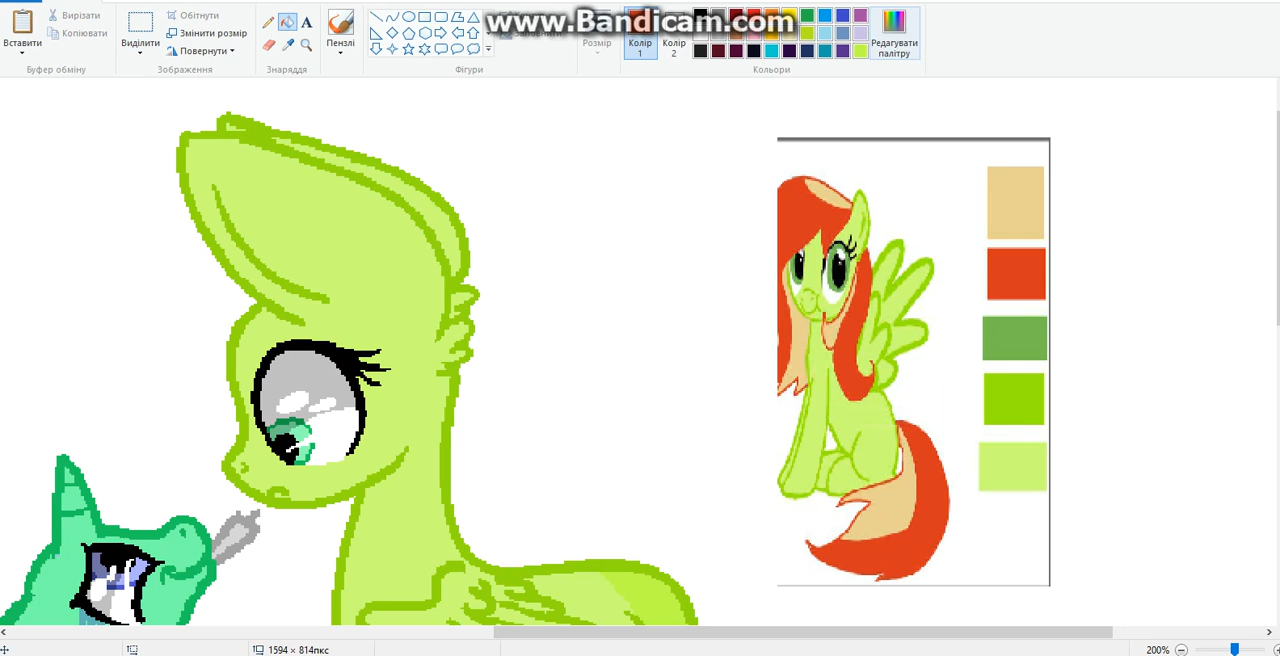 www.Bandicam.com
Вставити
Вирізати
Копіювати
Буфер обміну
Виділити
Обітнути
Змінити розмір
Повернути
Зображення
A
Знаряддя
Пензлі
Фігури
Розмір
Колір
1
Колір
2
Кольори
Редагувати
палітру
1594 × 814пкс
200%